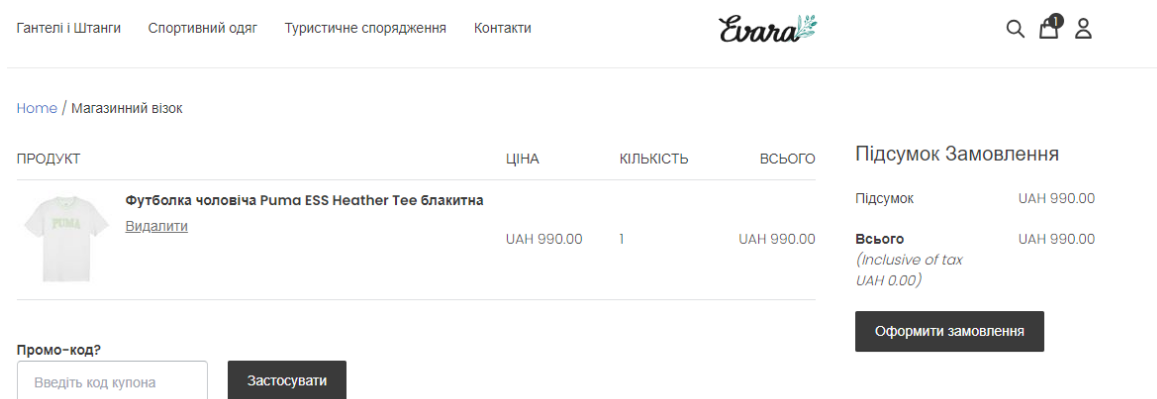 Гантелі і Штанги Спортивний одяг Туристичне спорядження Контакти Evara 1
Home / Магазинний візок
ПРОДУКТ ЦІНА КІЛЬКІСТЬ ВСЬОГО
Футболка чоловіча Puma ESS Heather Tee блакитна
Видалити
PUMA
UAH 990.00 1 UAH 990.00
Промо-код?
Введіть код купона Застосувати
Підсумок Замовлення
Підсумок UAH 990.00
Всього UAH 990.00
(Inclusive of tax
UAH 0.00)
Оформити замовлення